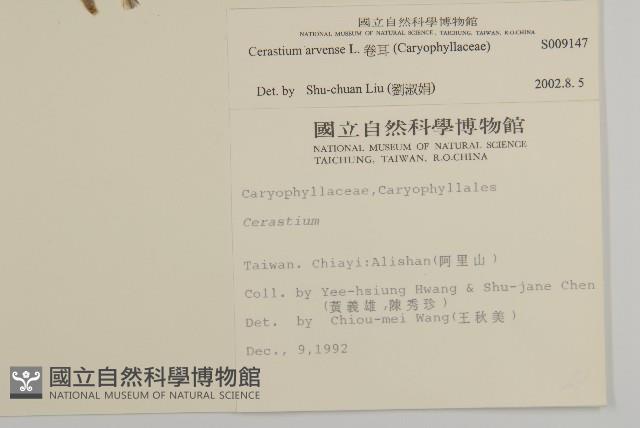 國立自然科學博物館
NATIONAL MUSEUM OF NATURAL SCIENCE, TAICHUNG, TAIWAN, R.O.CHINA
Cerastium arvense L. 卷耳 (Caryophyllaceae) S009147
Det. by Shu-chuan Liu (劉淑娟) 2002.8.5
國立自然科學博物館
NATIONAL MUSEUM OF NATURAL SCIENCE
TAICHUNG, TAIWAN, R.O.CHINA
Caryophyllaceae,Caryophyllales
Cerastium
Taiwan. Chiayi:Alishan(阿里山)
Coll. by Yee-hsiung Hwang & Shu-jane Chen
(黃義雄,陳秀珍)
Det. by Chiou-mei Wang(王秋美)
Dec., 9,1992
國立自然科學博物館
NATIONAL MUSEUM OF NATURAL SCIENCE